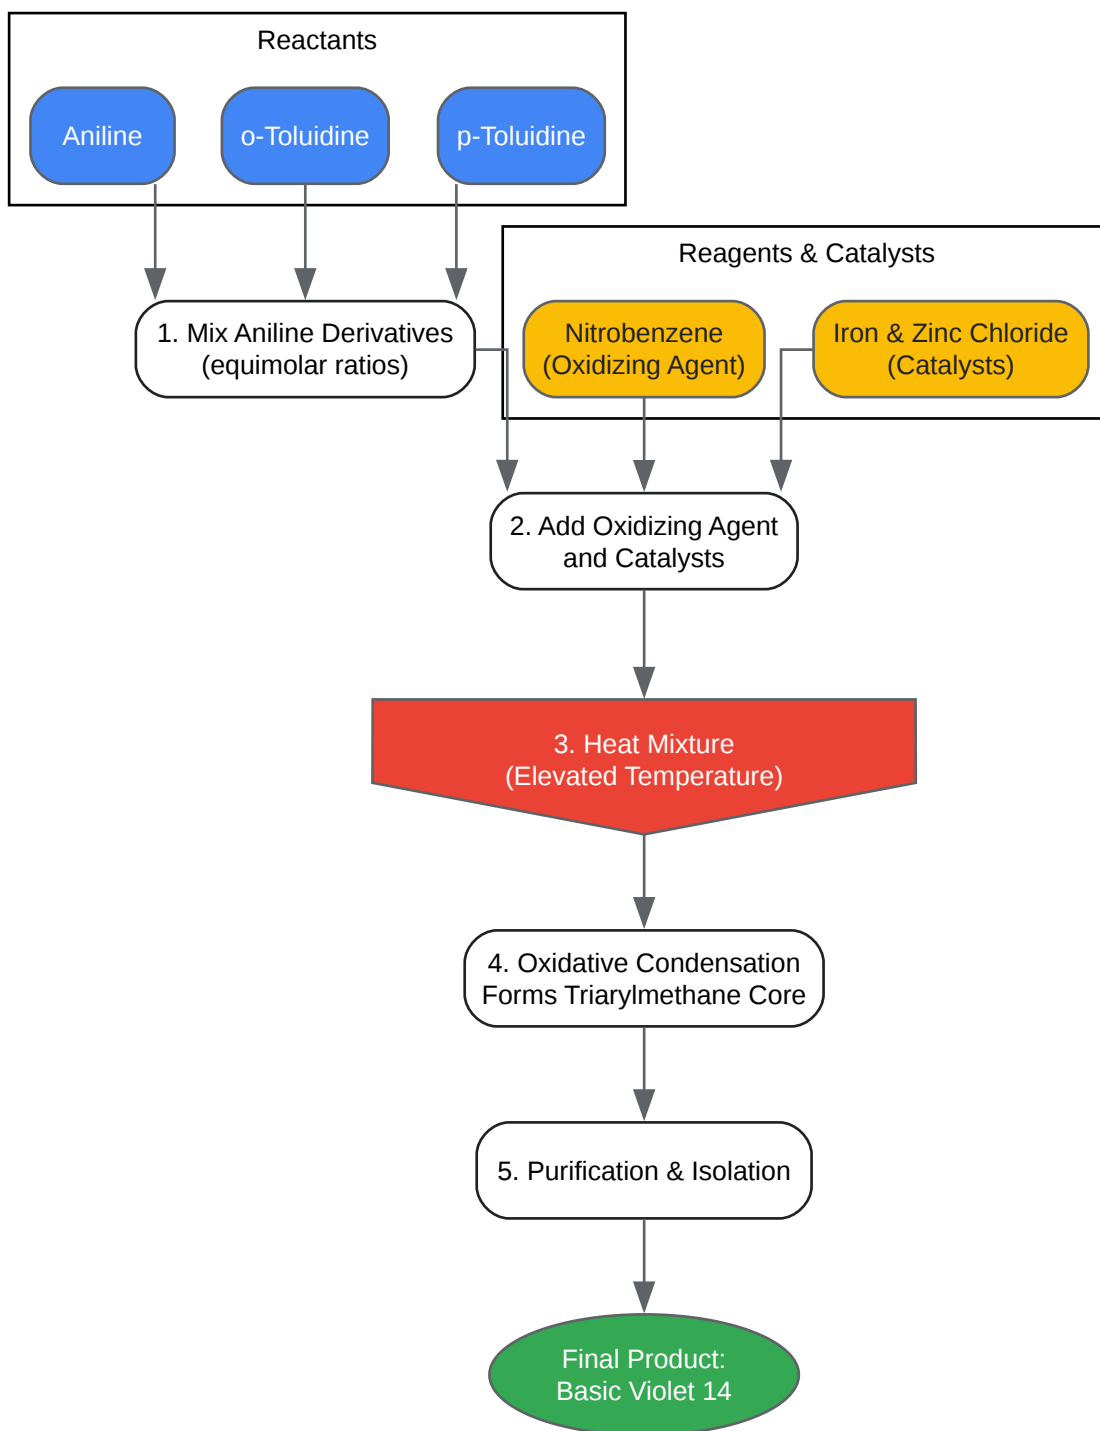 Reactants
Aniline
o-Toluidine
p-Toluidine
Reagents & Catalysts
1. Mix Aniline Derivatives
(equimolar ratios)
Nitrobenzene
(Oxidizing Agent)
Iron & Zinc Chloride
(Catalysts)
2. Add Oxidizing Agent
and Catalysts
3. Heat Mixture
(Elevated Temperature)
4. Oxidative Condensation
Forms Triarylmethane Core
5. Purification & Isolation
Final Product:
Basic Violet 14